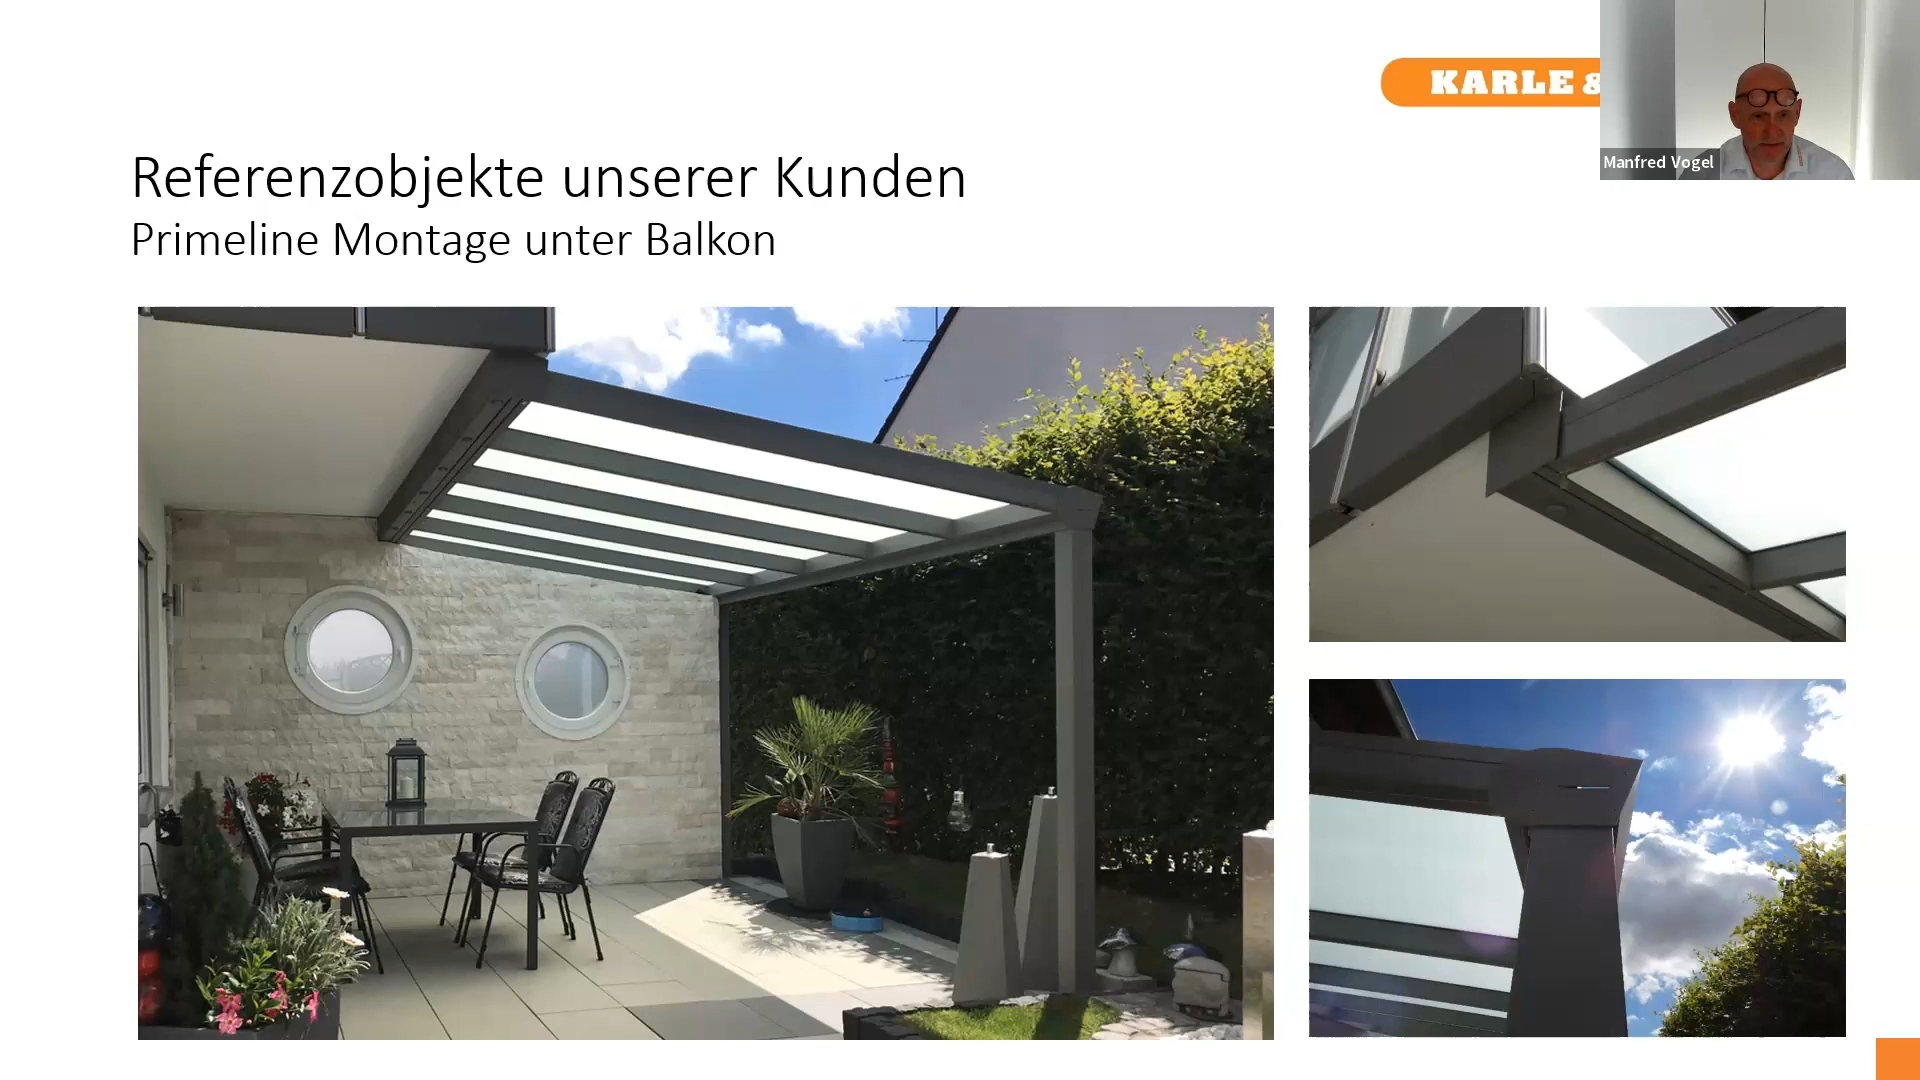 KARLE &
Manfred Vogel
Referenzobjekte unserer Kunden
Primeline Montage unter Balkon